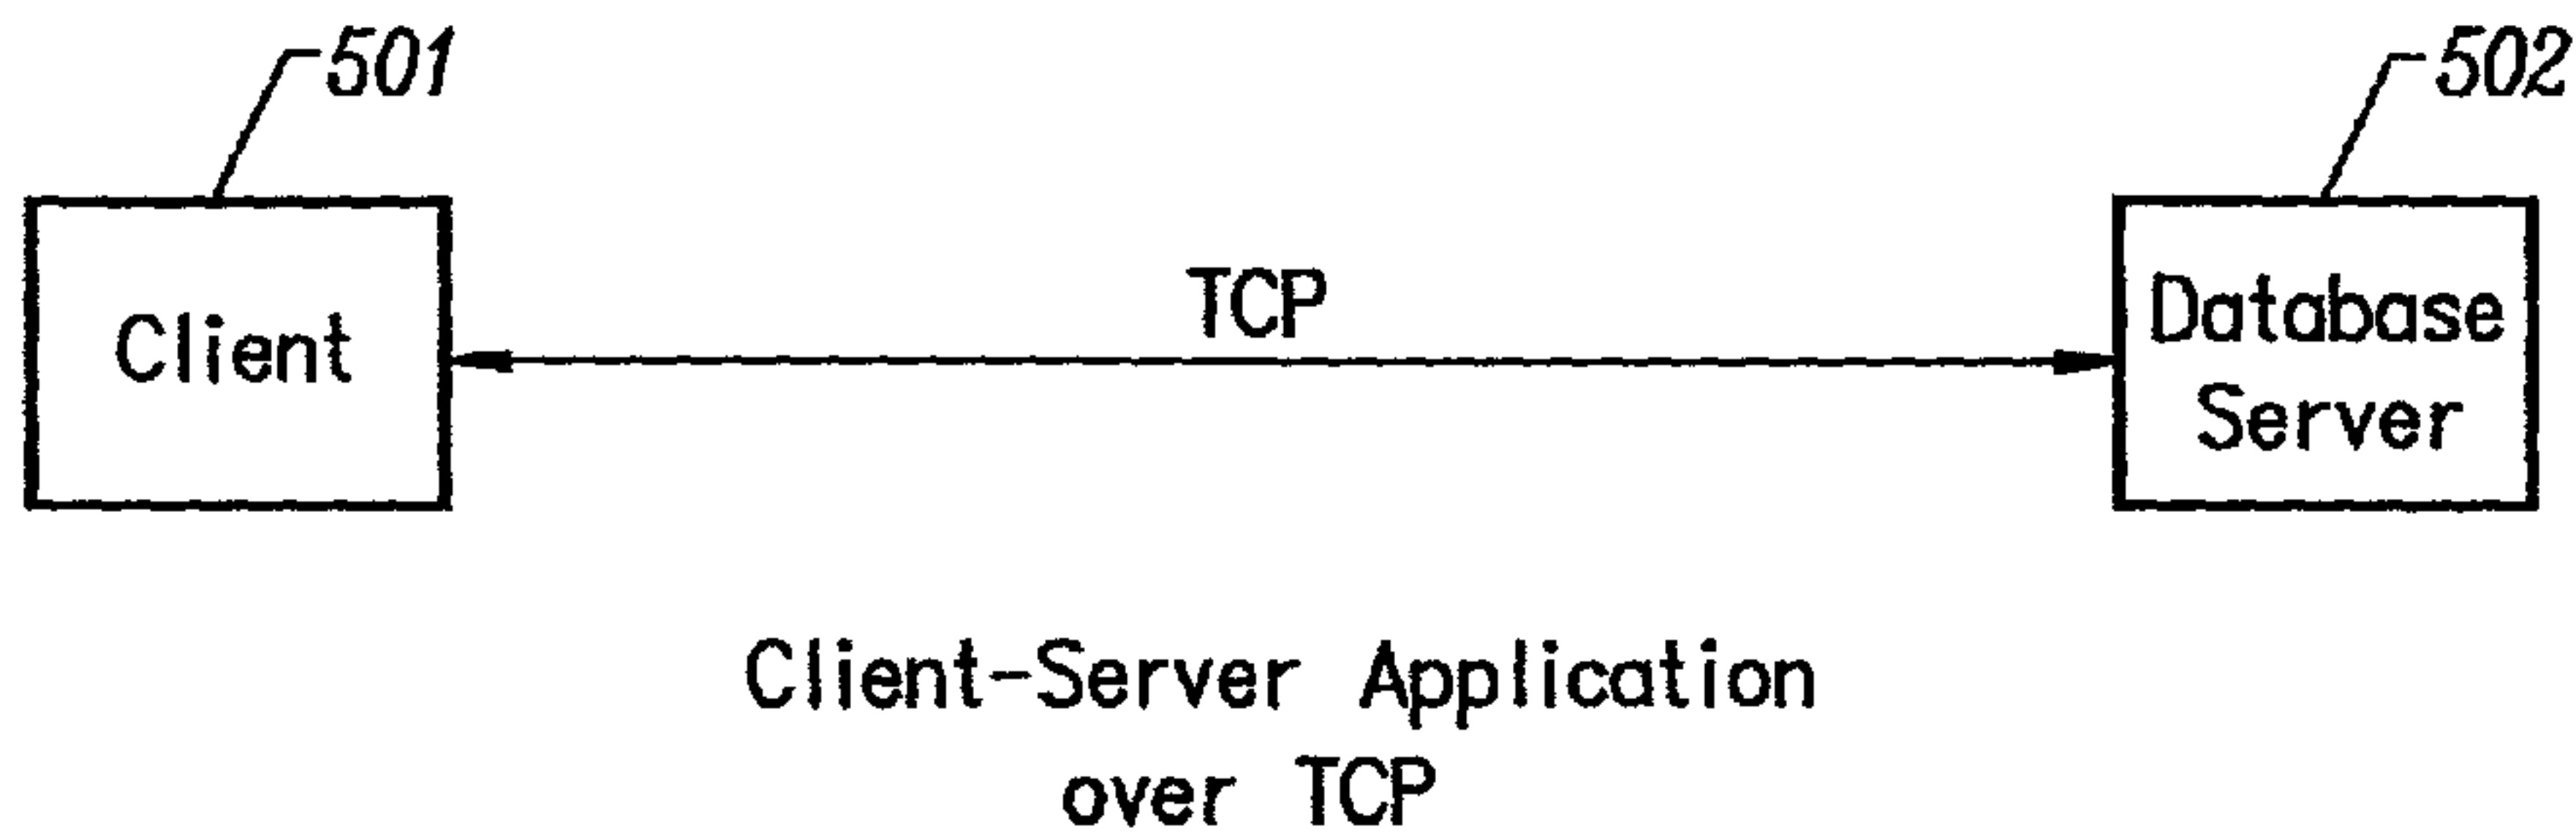 501
502
Client
TCP
Database
Server
Client-Server Application
over TCP